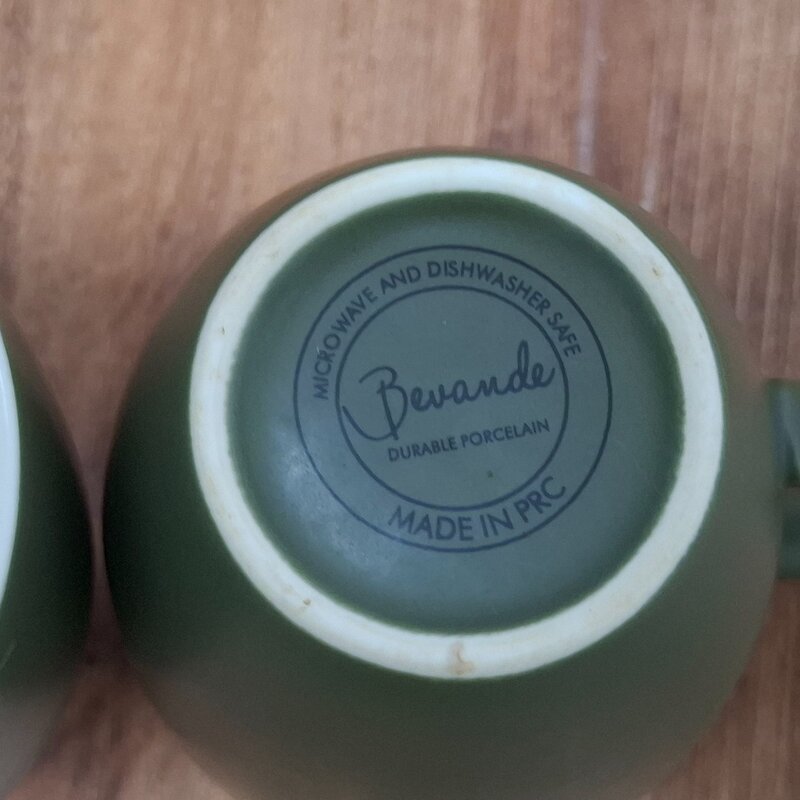 MICROWAVE AND DISHWASHER SAFE
Bevande
DURABLE PORCELAIN
MADE IN PRC